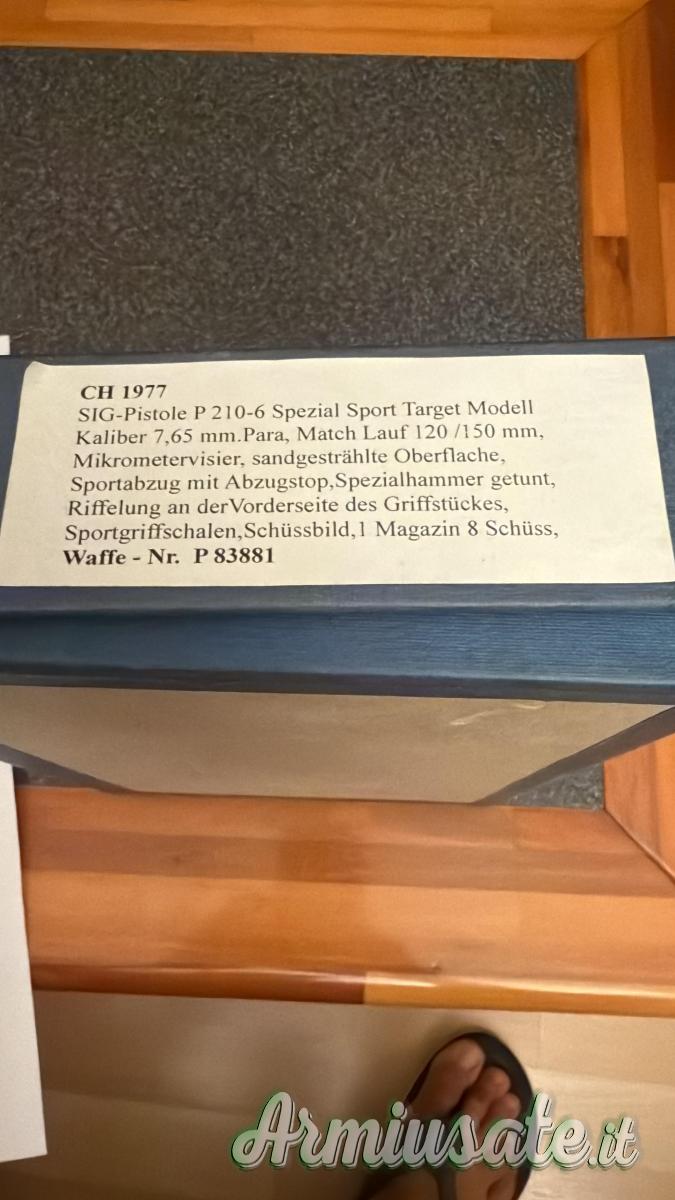 CH 1977
SIG-Pistole P 210-6 Spezial Sport Target Modell
Kaliber 7,65 mm.Para, Match Lauf 120 /150 mm,
Mikrometervisier, sandgestrählte Oberflache,
Sportabzug mit Abzugstop,Spezialhammer getunt,
Riffelung an derVorderseite des Griffstückes,
Sportgriffschalen,Schüssbild,1 Magazin 8 Schüss,
Waffe - Nr. P 83881
Armiusate.it